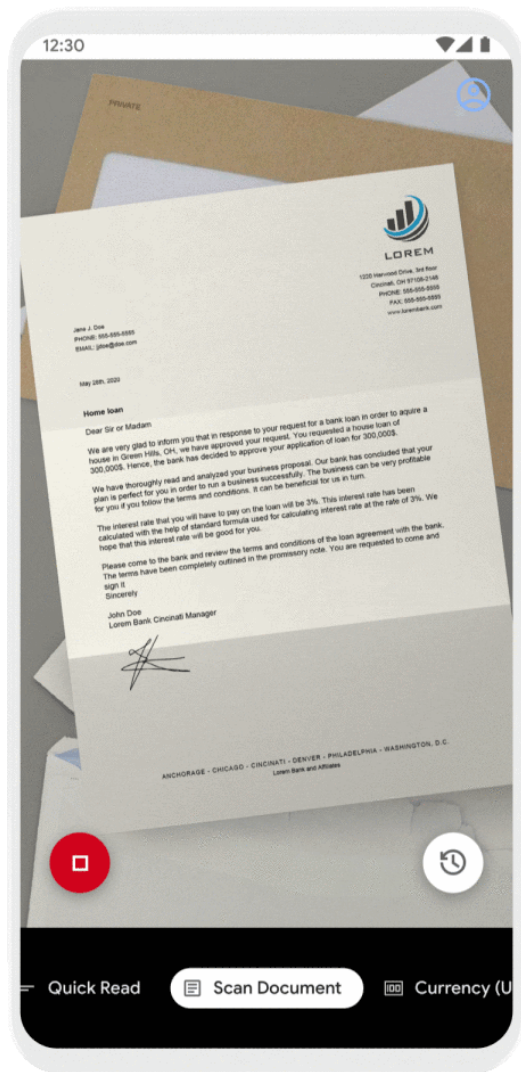 12:30
PRIVATE
LOREM
1230 Harwood Drive, 3rd floor
Cincinati, OH 97108-2146
PHONE: 555-555-5555
FAX: 555-555-5555
www.lorembank.com
Jane J. Doe
PHONE: 555-555-5555
EMAIL: jdoe@doe.com
May 28th, 2020
Home loan
Dear Sir or Madam
We are very glad to inform you that in response to your request for a bank loan in order to aquire a
house in Green Hills, OH, we have approved your request. You requested a house loan of
300,000$. Hence, the bank has decided to approve your application of loan for 300,000$.
We have thoroughly read and analyzed your business proposal. Our bank has concluded that your
plan is perfect for you in order to run a business successfully. The business can be very profitable
for you if you follow the terms and conditions. It can be beneficial for us in turn.
The interest rate that you will have to pay on the loan will be 3%. This interest rate has been
calculated with the help of standard formula used for calculating interest rate at the rate of 3%. We
hope that this interest rate will be good for you.
Please come to the bank and review the terms and conditions of the loan agreement with the bank.
The terms have been completely outlined in the promissory note. You are requested to come and
sign it
Sincerely
John Doe
Lorem Bank Cincinati Manager
ANCHORAGE - CHICAGO - CINCINATI - DENVER - PHILADELPHIA - WASHINGTON, D.C.
Lorem Bank and Affiliates
Quick Read
Scan Document
Currency (U